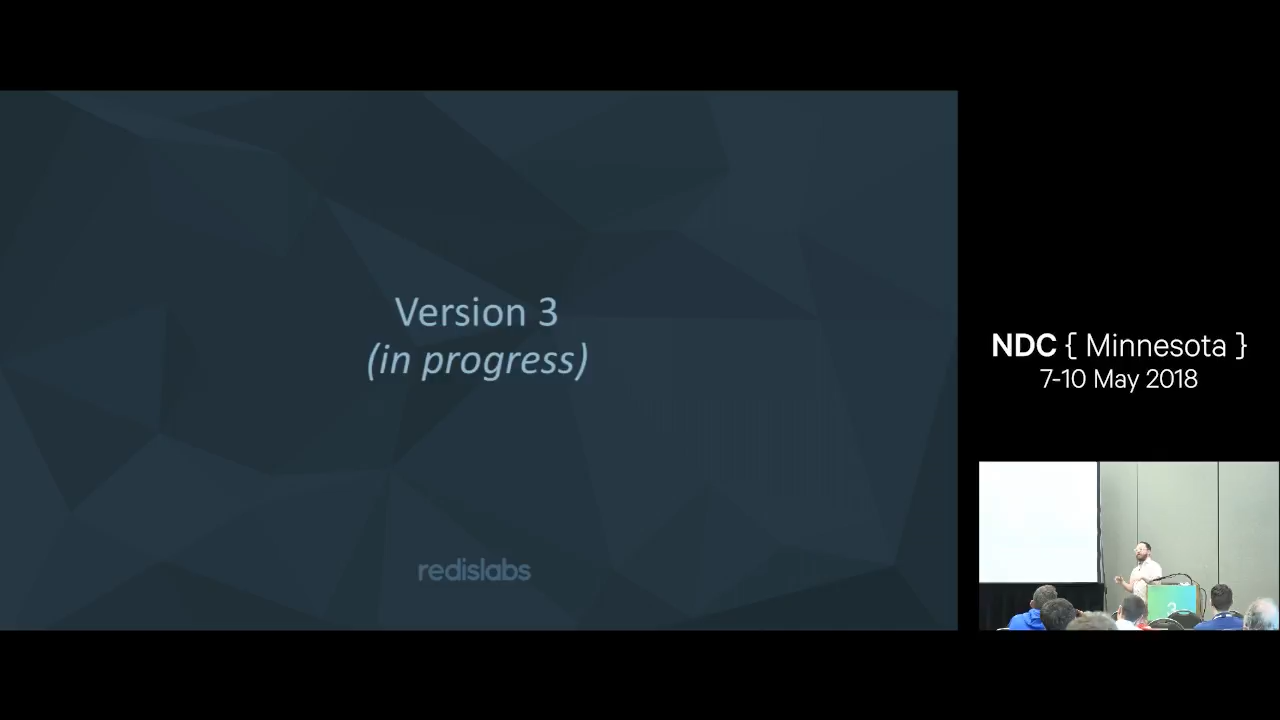 Version 3
(in progress)
redislabs
NDC { Minnesota }
7-10 May 2018